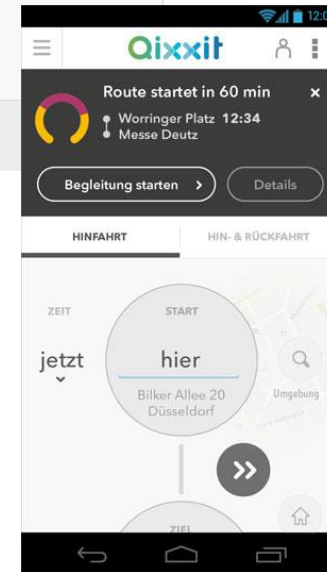 12:0
Qixxit
Route startet in 60 min
Worringer Platz 12:34
Messe Deutz
Begleitung starten
Details
HINFAHRT
HIN- & RÜCKFAHRT
ZEIT
START
jetzt
hier
Bilker Allee 20
Düsseldorf
Umgebung
ZIEL